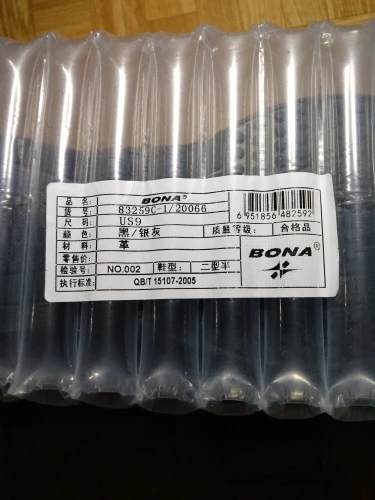 品 名: BONA®
货 号: 83259C-1/20066
尺 码: US9
颜 色: 黑/银灰 质量等级: 合格品
材 料: 革
零售价:
检验号: NO.002 鞋型: 二型半
执行标准: QB/T 15107-2005
6 951856 482592
BONA®